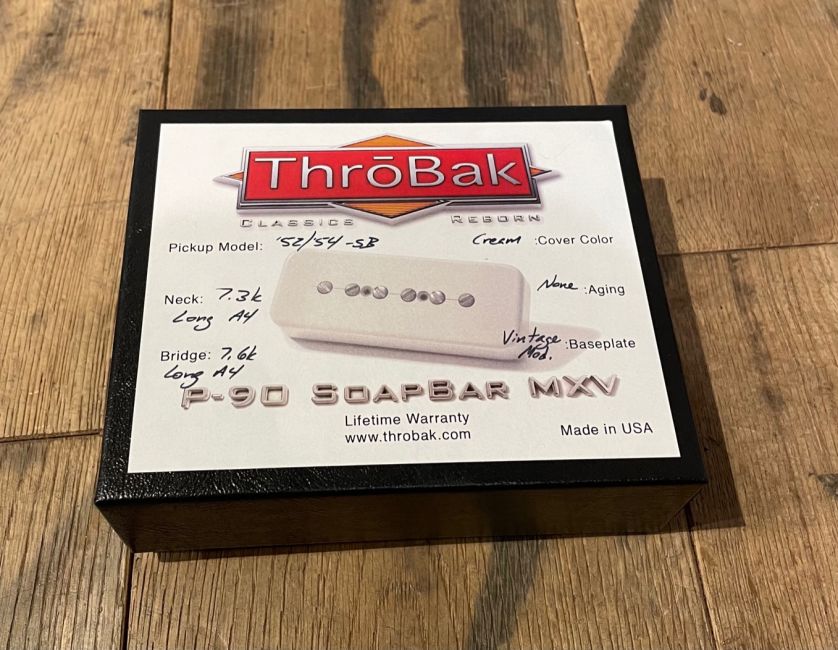 ThrōBak
Classics Reborn
Pickup Model: '52/54-SB
Cream :Cover Color
Neck: 7.3k
Long A4
None :Aging
Bridge: 7.6k
Long A4
Vintage Mod. :Baseplate
P-90 SoapBar MXV
Lifetime Warranty
www.throbak.com
Made in USA